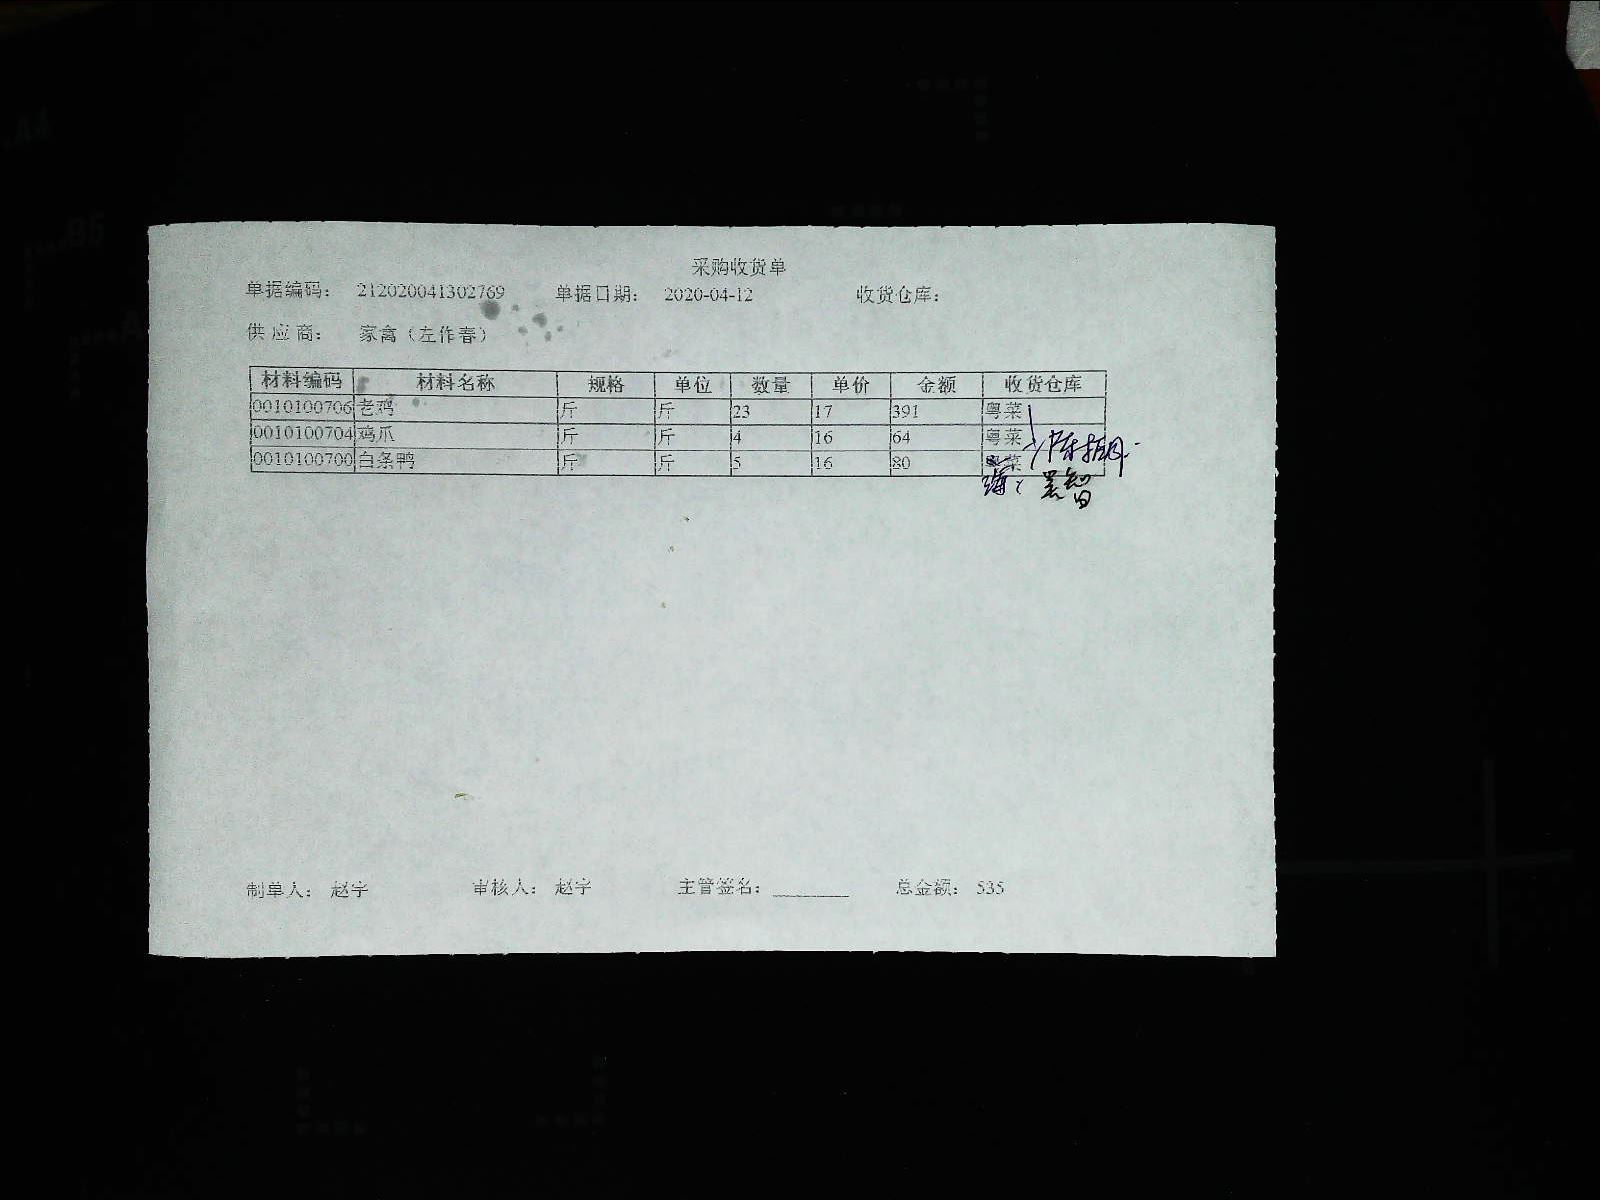 采购收货单
单据编码： 212020041302769 单据日期： 2020-04-12 收货仓库：
供应商： 家禽（左作春）
材料编码 材料名称 规格 单位 数量 单价 金额 收货仓库
0010100706 老鸡 斤 斤 23 17 391 粤菜
0010100704 鸡爪 斤 斤 4 16 64 粤菜
0010100700 白条鸭 斤 斤 5 16 80 菜
制单人： 赵宇 审核人： 赵宇 主管签名： 总金额： 535